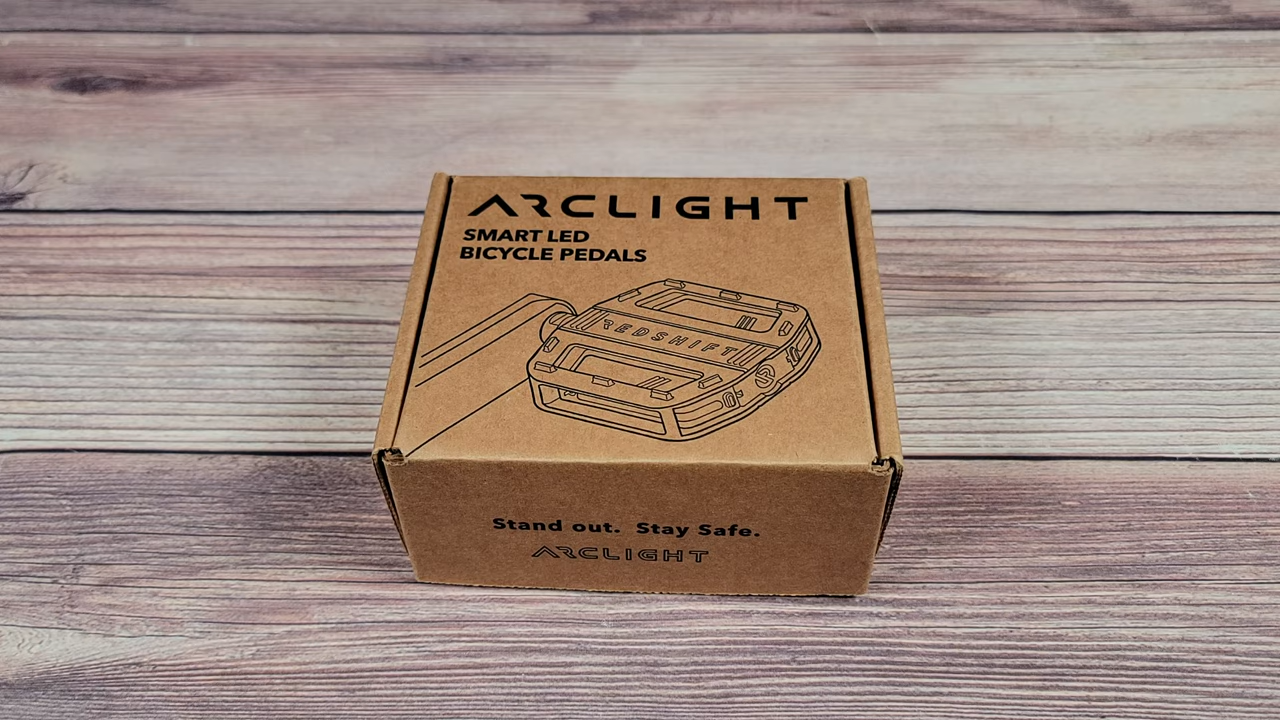 ARCLIGHT
SMART LED
BICYCLE PEDALS
REDSHIFT
Stand out. Stay Safe.
ARCLIGHT